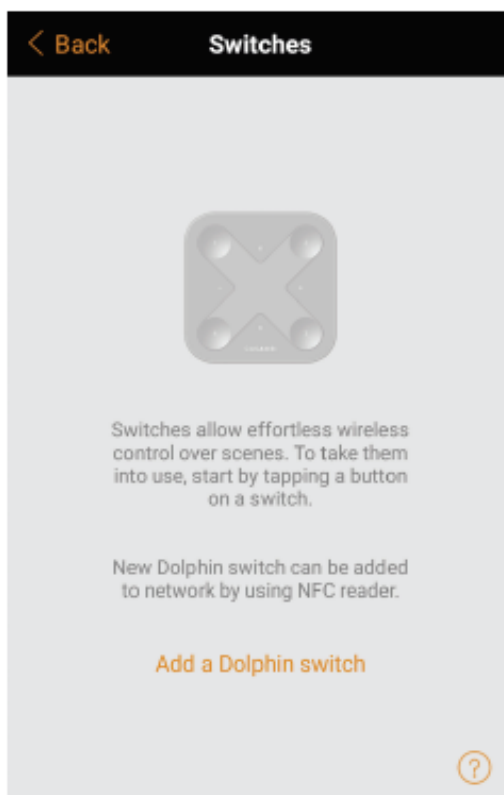 < Back
Switches
Switches allow effortless wireless
control over scenes. To take them
into use, start by tapping a button
on a switch.
New Dolphin switch can be added
to network by using NFC reader.
Add a Dolphin switch
?